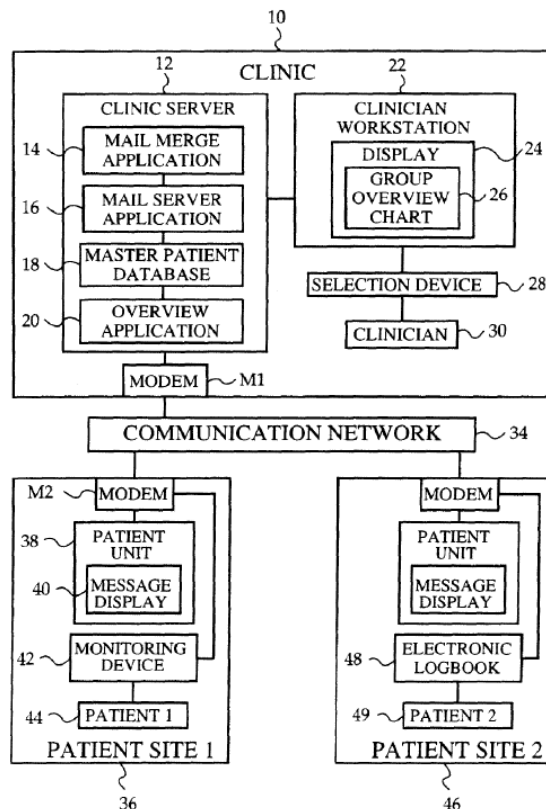 10
CLINIC
12
CLINIC SERVER
14
MAIL MERGE
APPLICATION
16
MAIL SERVER
APPLICATION
18
MASTER PATIENT
DATABASE
20
OVERVIEW
APPLICATION
22
CLINICIAN
WORKSTATION
DISPLAY
24
GROUP
OVERVIEW
CHART
26
SELECTION DEVICE
28
CLINICIAN
30
MODEM
M1
COMMUNICATION NETWORK
34
M2
MODEM
38
PATIENT
UNIT
40
MESSAGE
DISPLAY
42
MONITORING
DEVICE
44
PATIENT 1
PATIENT SITE 1
36
MODEM
PATIENT
UNIT
MESSAGE
DISPLAY
48
ELECTRONIC
LOGBOOK
49
PATIENT 2
PATIENT SITE 2
46